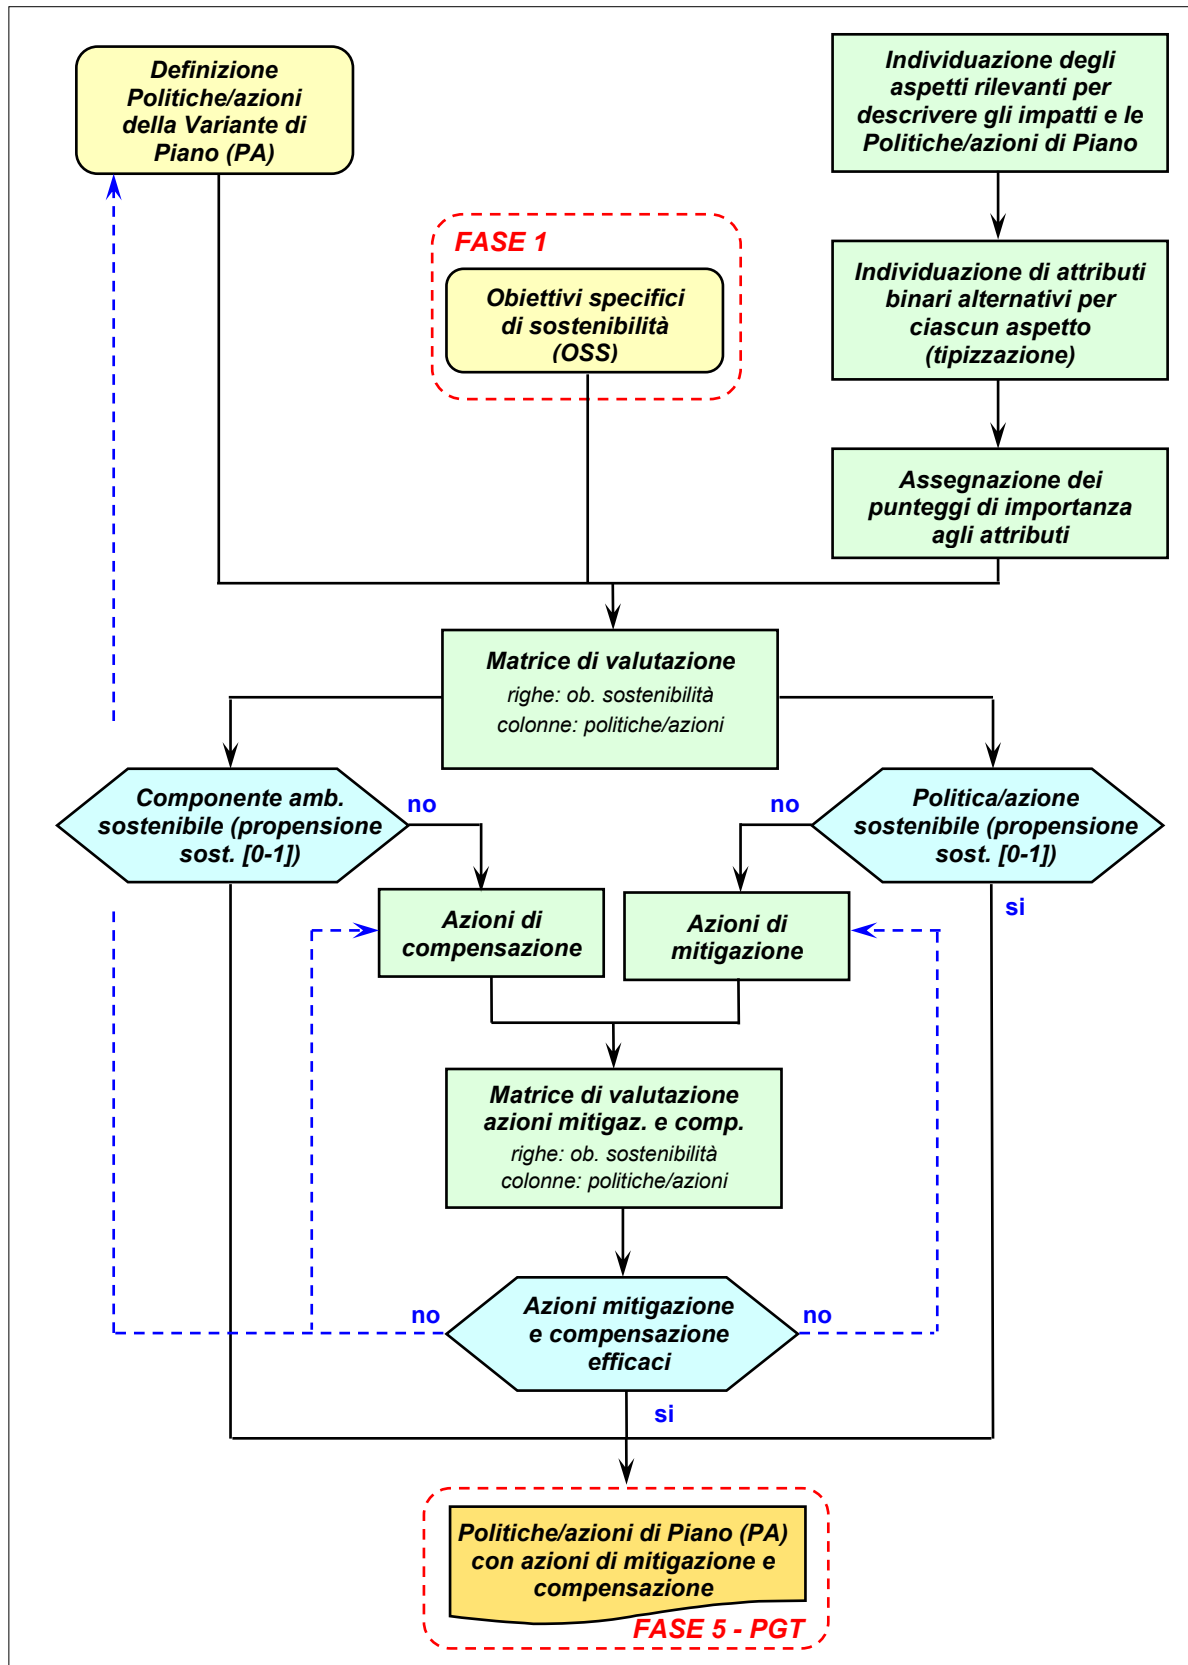 Definizione
Politiche/azioni
della Variante di
Piano (PA)
Individuazione degli
aspetti rilevanti per
descrivere gli impatti e le
Politiche/azioni di Piano
FASE 1
Obiettivi specifici
di sostenibilità
(OSS)
Individuazione di attributi
binari alternativi per
ciascun aspetto
(tipizzazione)
Assegnazione dei
punteggi di importanza
agli attributi
Matrice di valutazione
righe: ob. sostenibilità
colonne: politiche/azioni
Componente amb.
sostenibile (propensione
sost. [0-1])
no
no
Politica/azione
sostenibile (propensione
sost. [0-1])
si
Azioni di
compensazione
Azioni di
mitigazione
Matrice di valutazione
azioni mitigaz. e comp.
righe: ob. sostenibilità
colonne: politiche/azioni
no
Azioni mitigazione
e compensazione
efficaci
no
si
Politiche/azioni di Piano (PA)
con azioni di mitigazione e
compensazione
FASE 5 - PGT